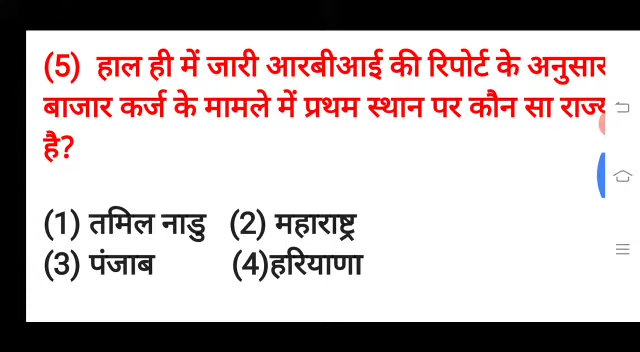 (5) हाल ही में जारी आरबीआई की रिपोर्ट के अनुसार
बाजार कर्ज के मामले में प्रथम स्थान पर कौन सा राज्य
है?
(1) तमिल नाडु (2) महाराष्ट्र
(3) पंजाब (4)हरियाणा